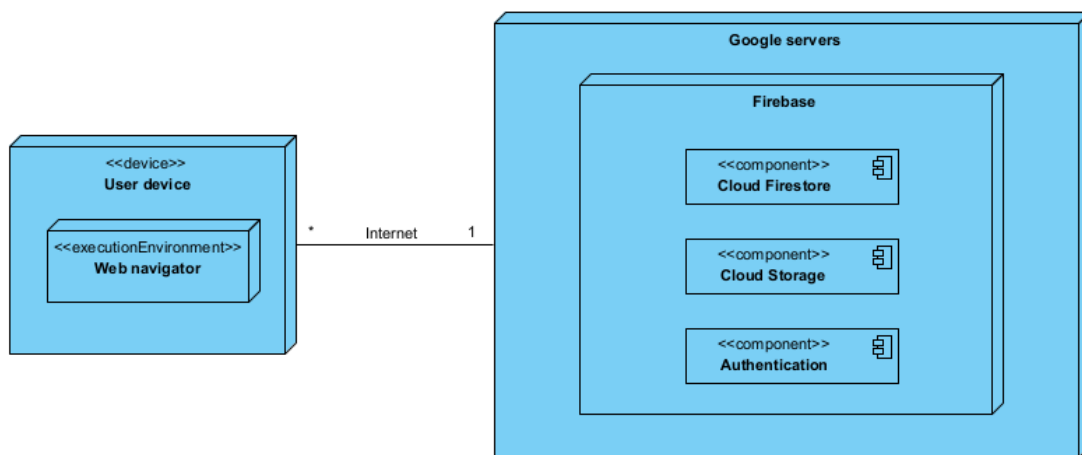 <<device>>
User device
<<executionEnvironment>>
Web navigator
* Internet 1
Google servers
Firebase
<<component>>
Cloud Firestore
<<component>>
Cloud Storage
<<component>>
Authentication